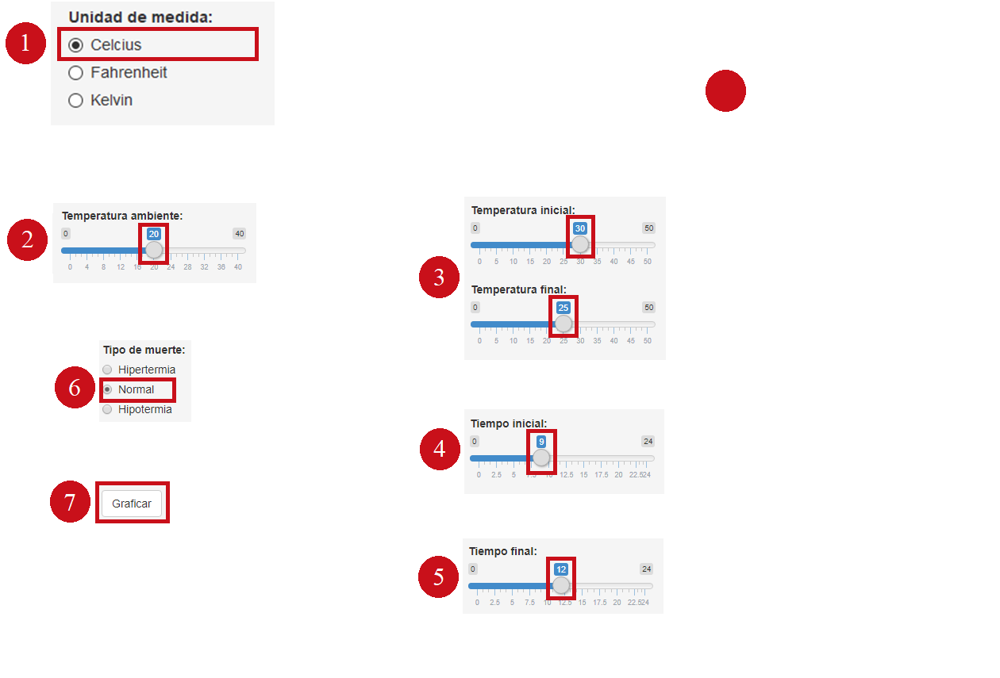 1
Unidad de medida:
Celcius
Fahrenheit
Kelvin
2
Temperatura ambiente:
0 20 40
0 4 8 12 16 20 24 28 32 36 40
3
Temperatura inicial:
0 30 50
0 5 10 15 20 25 30 35 40 45 50
Temperatura final:
0 25 50
0 5 10 15 20 25 30 35 40 45 50
6
Tipo de muerte:
Hipertermia
Normal
Hipotermia
4
Tiempo inicial:
0 9 24
0 2.5 5 7.5 10 12.5 15 17.5 20 22.524
7
Graficar
5
Tiempo final:
0 12 24
0 2.5 5 7.5 10 12.5 15 17.5 20 22.524